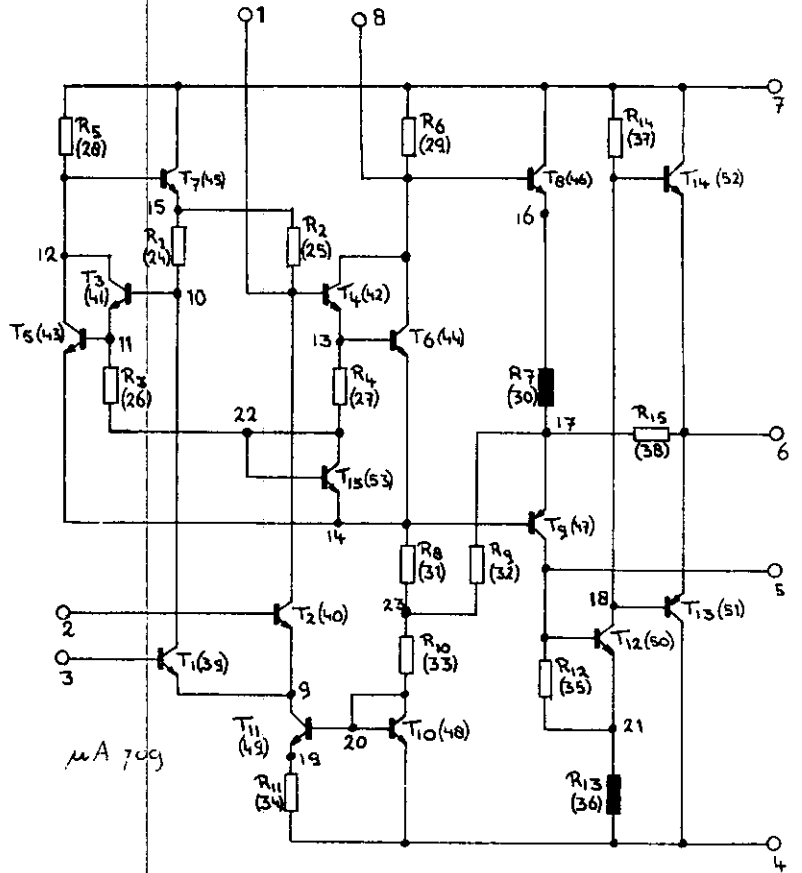 1
8
7
R5
(28)
R6
(29)
R14
(37)
T7(45)
T8(46)
T14(52)
15
16
R1
(24)
R2
(25)
12
T3
(41)
10
T4(42)
T5(43)
11
13
T6(44)
R3
(26)
R4
(27)
R7
(30)
22
17
R15
(38)
6
T15(53)
14
T9(47)
R8
(31)
R9
(32)
5
2
23
18
T2(40)
T13(51)
3
T1(39)
R10
(33)
T12(50)
R12
(35)
9
T11
(49)
20
T10(48)
21
19
μA 709
R11
(34)
R13
(36)
4